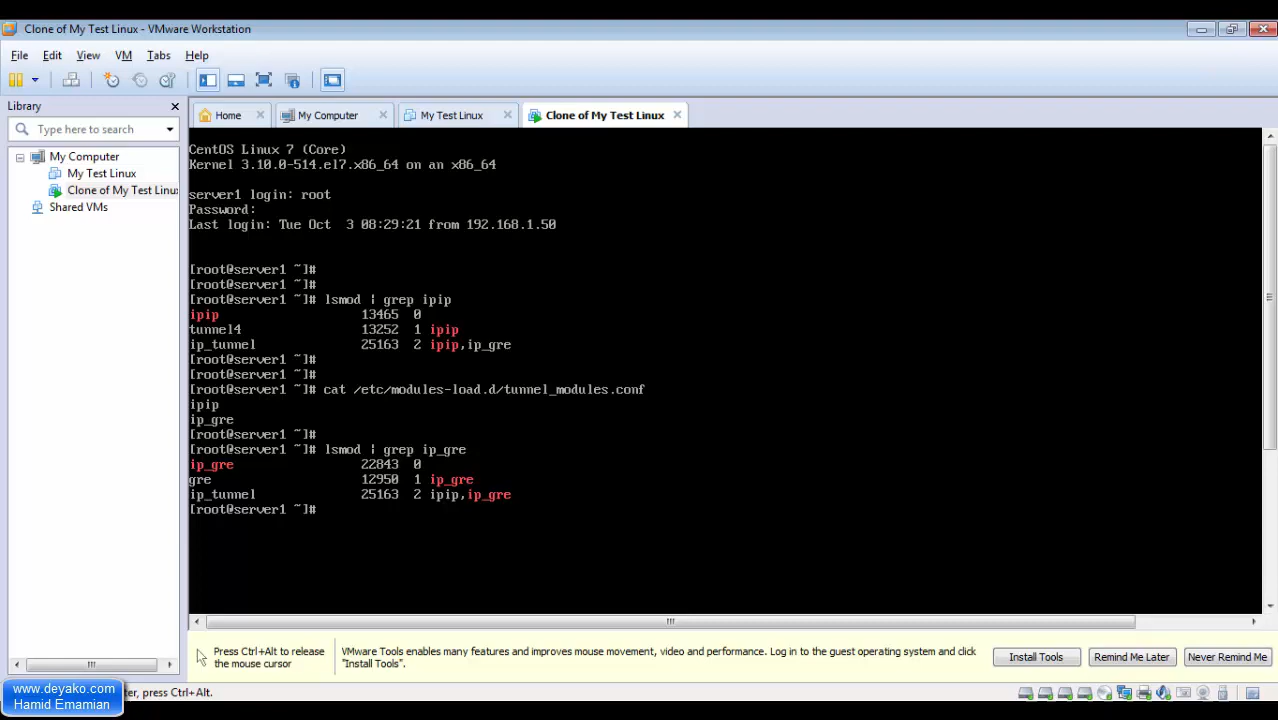 Clone of My Test Linux - VMware Workstation
File Edit View VM Tabs Help
Library
Type here to search
My Computer
My Test Linux
Clone of My Test Linux
Shared VMs
Home My Computer My Test Linux Clone of My Test Linux
CentOS Linux 7 (Core)
Kernel 3.10.0-514.el7.x86_64 on an x86_64
server1 login: root
Password:
Last login: Tue Oct  3 08:29:21 from 192.168.1.50
[root@server1 ~]#
[root@server1 ~]#
[root@server1 ~]# lsmod | grep ipip
ipip 13465 0
tunnel4 13252 1 ipip
ip_tunnel 25163 2 ipip,ip_gre
[root@server1 ~]#
[root@server1 ~]#
[root@server1 ~]# cat /etc/modules-load.d/tunnel_modules.conf
ipip
ip_gre
[root@server1 ~]#
[root@server1 ~]# lsmod | grep ip_gre
ip_gre 22843 0
gre 12950 1 ip_gre
ip_tunnel 25163 2 ipip,ip_gre
[root@server1 ~]#
Press Ctrl+Alt to release
the mouse cursor
VMware Tools enables many features and improves mouse movement, video and performance. Log in to the guest operating system and click
"Install Tools".
Install Tools Remind Me Later Never Remind Me
www.deyako.com
Hamid Emamian
ter, press Ctrl+Alt.